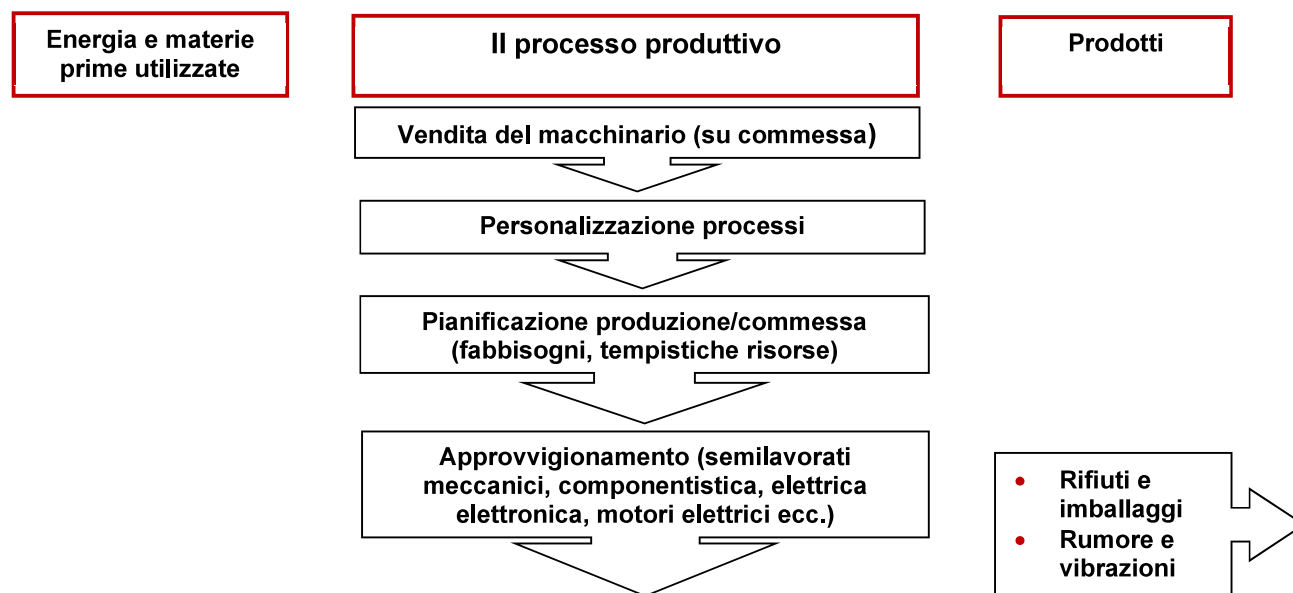 Energia e materie
prime utilizzate
Il processo produttivo
Prodotti
Vendita del macchinario (su commessa)
Personalizzazione processi
Pianificazione produzione/commessa
(fabbisogni, tempistiche risorse)
Approvvigionamento (semilavorati
meccanici, componentistica, elettrica
elettronica, motori elettrici ecc.)
• Rifiuti e
imballaggi
• Rumore e
vibrazioni